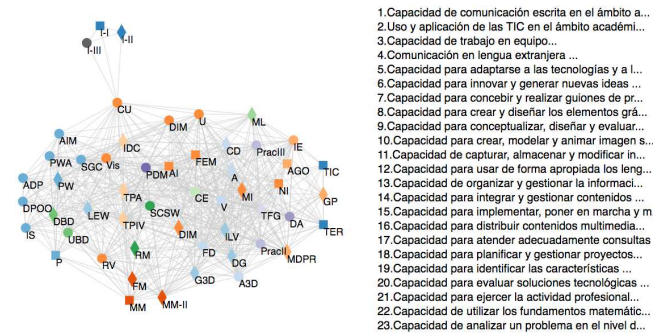 I-I
I-II
I-III
CU
DIM
U
ML
AIM
IDC
PWA
SGC
Vis
FEM
CD
PracIII
IE
ADP
PW
PDM
AI
A
AGO
TIC
DPOO
DBD
LEW
TPA
CE
MI
NI
GP
IS
UBD
TPIV
SCSW
V
TFG
DA
TER
DIM
ILV
P
RV
RM
FD
DG
PracII
MDPR
FM
G3D
A3D
MM
MM-II
1.Capacidad de comunicación escrita en el ámbito a...
2.Uso y aplicación de las TIC en el ámbito académi...
3.Capacidad de trabajo en equipo...
4.Comunicación en lengua extranjera ...
5.Capacidad para adaptarse a las tecnologías y a l...
6.Capacidad para innovar y generar nuevas ideas ...
7.Capacidad para concebir y realizar guiones de pr...
8.Capacidad para crear y diseñar los elementos grá...
9.Capacidad para conceptualizar, diseñar y evaluar...
10.Capacidad para crear, modelar y animar imagen s...
11.Capacidad de capturar, almacenar y modificar in...
12.Capacidad para usar de forma apropiada los leng...
13.Capacidad de organizar y gestionar la informaci...
14.Capacidad para integrar y gestionar contenidos ...
15.Capacidad para implementar, poner en marcha y m
16.Capacidad para distribuir contenidos multimedia...
17.Capacidad para atender adecuadamente consultas
18.Capacidad para planificar y gestionar proyectos...
19.Capacidad para identificar las características ...
20.Capacidad para evaluar soluciones tecnológicas ...
21.Capacidad para ejercer la actividad profesional...
22.Capacidad de utilizar los fundamentos matemátic...
23.Capacidad de analizar un problema en el nivel d...